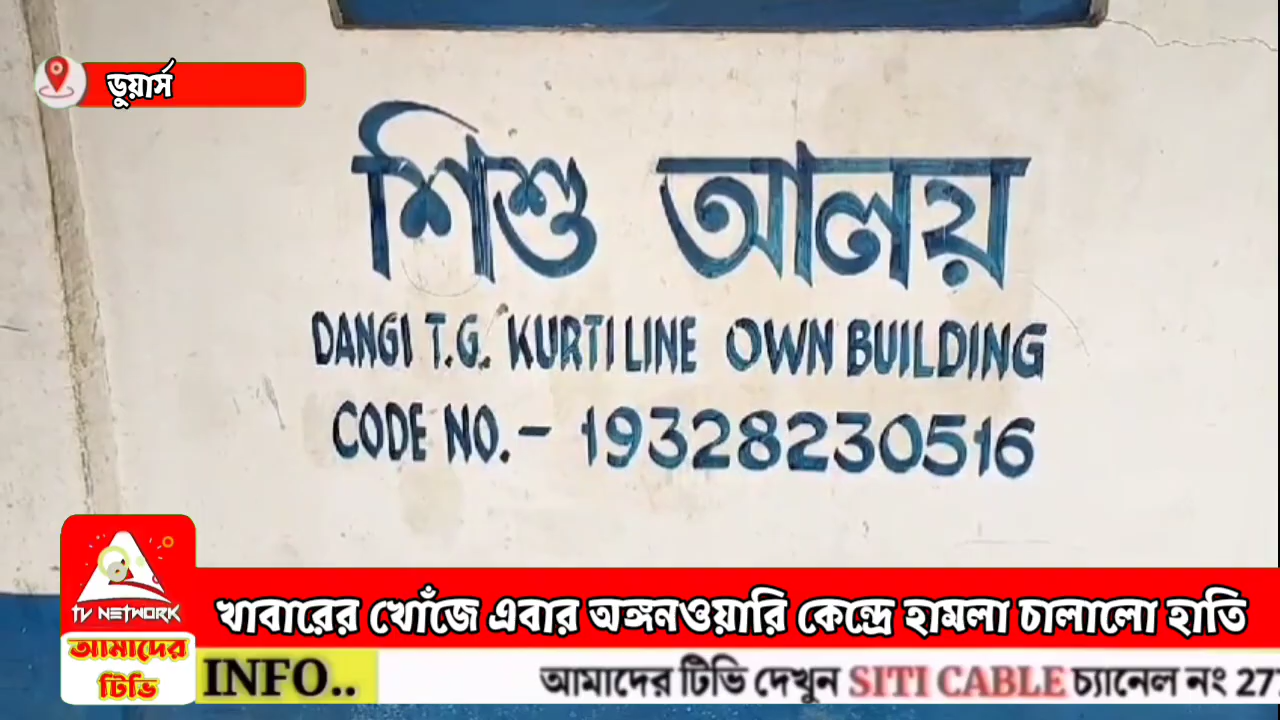 ডুয়ার্স
শিশু আলয়
DANGI T.G. KURTI LINE OWN BUILDING
CODE NO.- 19328230516
TV NETWORK
আমাদের
টিভি
খাবারের খোঁজে এবার অঙ্গনওয়ারি কেন্দ্রে হামলা চালালো হাতি
INFO.. আমাদের টিভি দেখুন SITI CABLE চ্যানেল নং